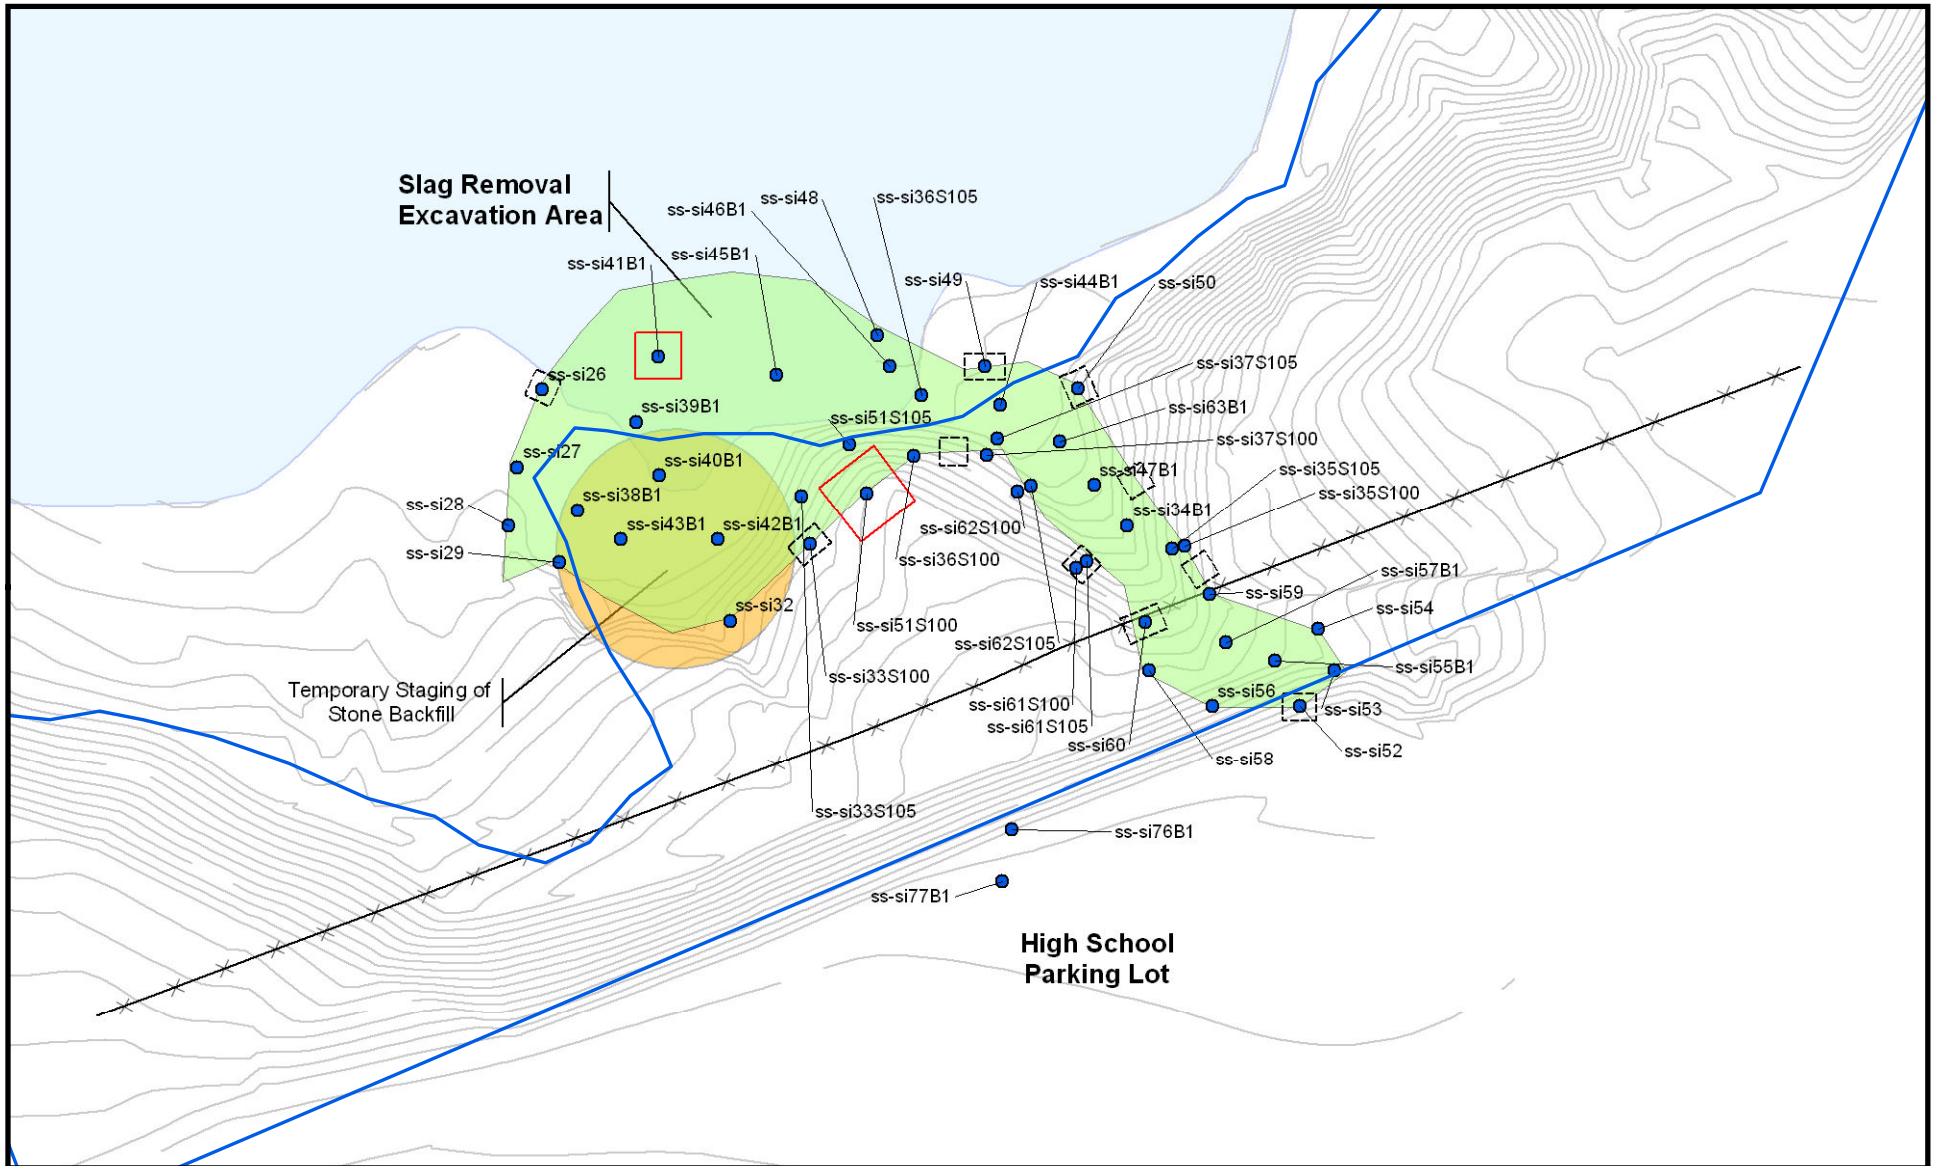 Slag Removal
Excavation Area
ss-si46B1
ss-si48
ss-si36S105
ss-si41B1
ss-si45B1
ss-si49
ss-si44B1
ss-si50
ss-si26
ss-si37S105
ss-si39B1
ss-si51S105
ss-si63B1
ss-si37S100
ss-si27
ss-si40B1
ss-si47B1
ss-si35S105
ss-si28
ss-si38B1
ss-si35S100
ss-si43B1
ss-si42B1
ss-si62S100
ss-si34B1
ss-si29
ss-si36S100
ss-si57B1
ss-si32
ss-si59
ss-si54
ss-si51S100
ss-si62S105
ss-si55B1
ss-si33S100
Temporary Staging of
Stone Backfill
ss-si61S100
ss-si56
ss-si53
ss-si61S105
ss-si60
ss-si58
ss-si52
ss-si33S105
ss-si76B1
ss-si77B1
High School
Parking Lot